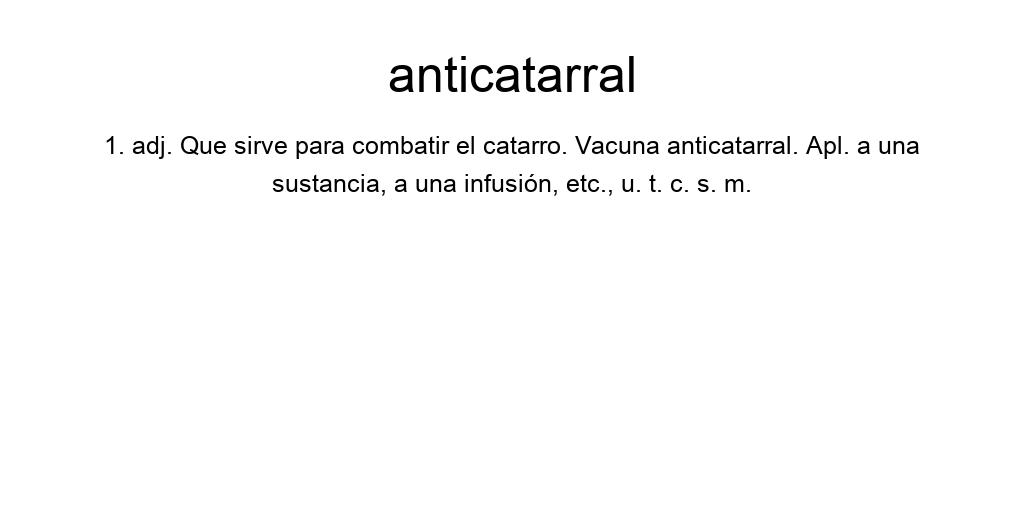 anticatarral
1. adj. Que sirve para combatir el catarro. Vacuna anticatarral. Apl. a una
sustancia, a una infusión, etc., u. t. c. s. m.